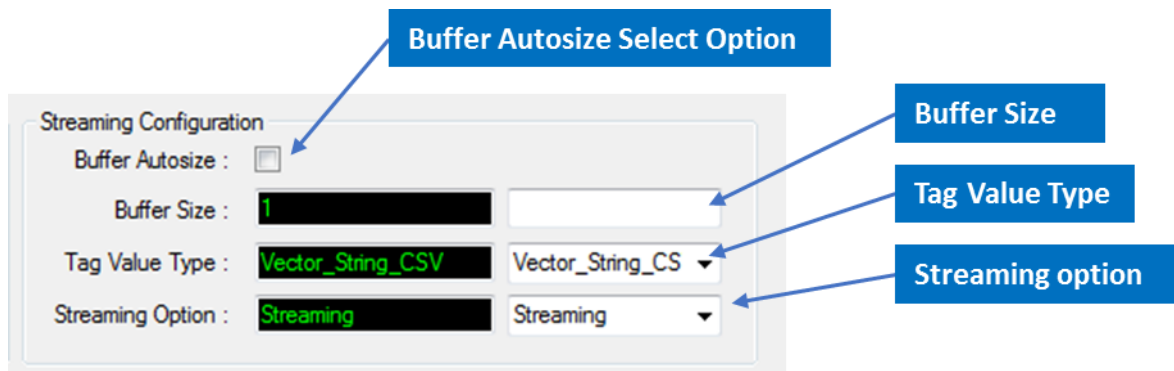 Buffer Autosize Select Option
Buffer Size
Streaming Configuration
Buffer Autosize :
Buffer Size : 1
Tag Value Type
Tag Value Type : Vector_String_CSV Vector_String_CS
Streaming option
Streaming Option : Streaming Streaming